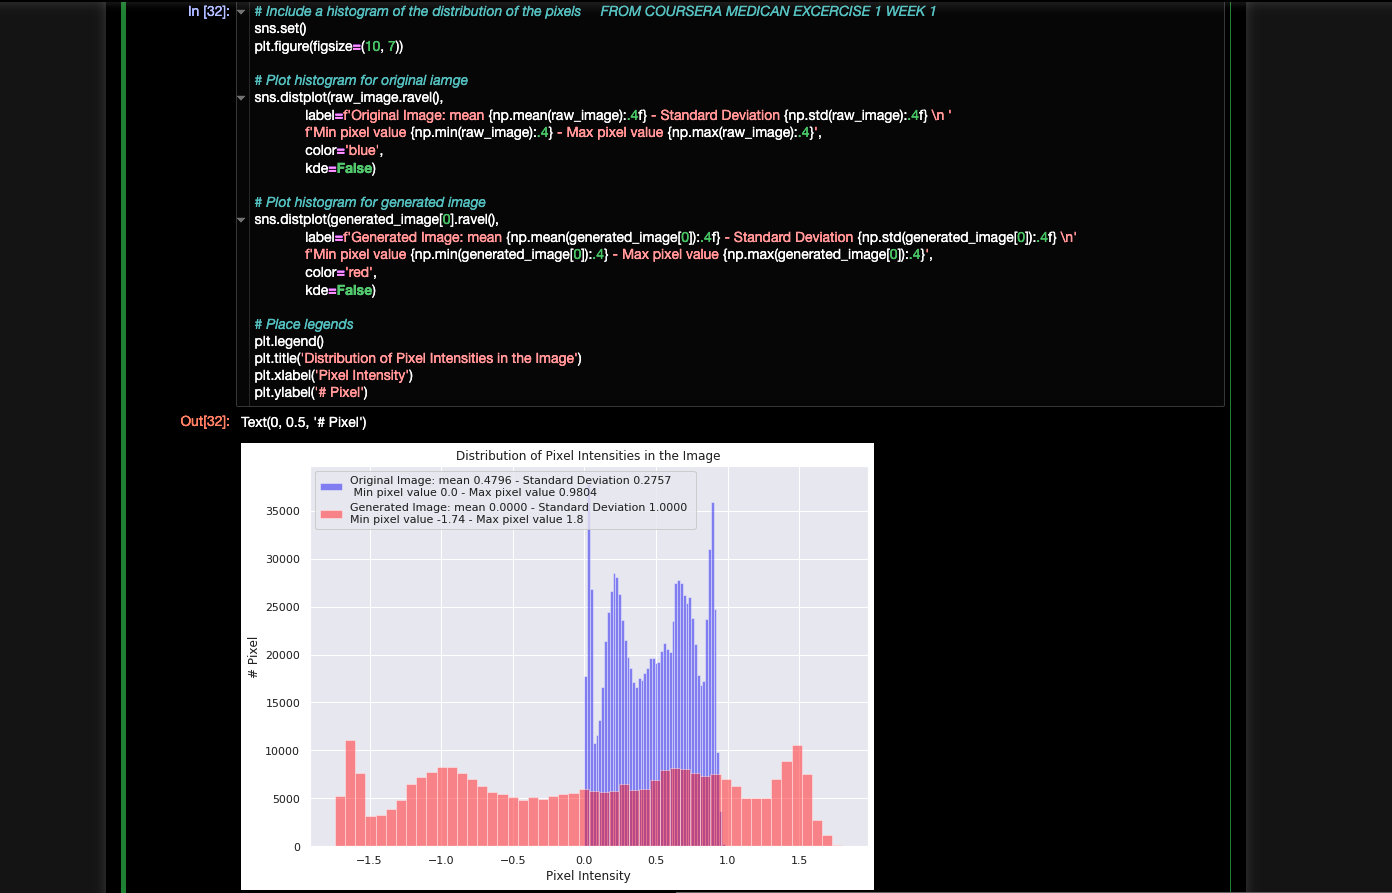 In [32]: # Include a histogram of the distribution of the pixels FROM COURSERA MEDICAN EXCERCISE 1 WEEK 1
sns.set()
plt.figure(figsize=(10, 7))
# Plot histogram for original iamge
sns.distplot(raw_image.ravel(),
label=f'Original Image: mean {np.mean(raw_image):.4f} - Standard Deviation {np.std(raw_image):.4f} \n '
f'Min pixel value {np.min(raw_image):.4} - Max pixel value {np.max(raw_image):.4}',
color='blue',
kde=False)
# Plot histogram for generated image
sns.distplot(generated_image[0].ravel(),
label=f'Generated Image: mean {np.mean(generated_image[0]):.4f} - Standard Deviation {np.std(generated_image[0]):.4f} \n'
f'Min pixel value {np.min(generated_image[0]):.4} - Max pixel value {np.max(generated_image[0]):.4}',
color='red',
kde=False)
# Place legends
plt.legend()
plt.title('Distribution of Pixel Intensities in the Image')
plt.xlabel('Pixel Intensity')
plt.ylabel('# Pixel')
Out[32]: Text(0, 0.5, '# Pixel')
Distribution of Pixel Intensities in the Image
Original Image: mean 0.4796 - Standard Deviation 0.2757
Min pixel value 0.0 - Max pixel value 0.9804
Generated Image: mean 0.0000 - Standard Deviation 1.0000
Min pixel value -1.74 - Max pixel value 1.8
35000
30000
25000
20000
15000
10000
5000
0
# Pixel
−1.5 −1.0 −0.5 0.0 0.5 1.0 1.5
Pixel Intensity